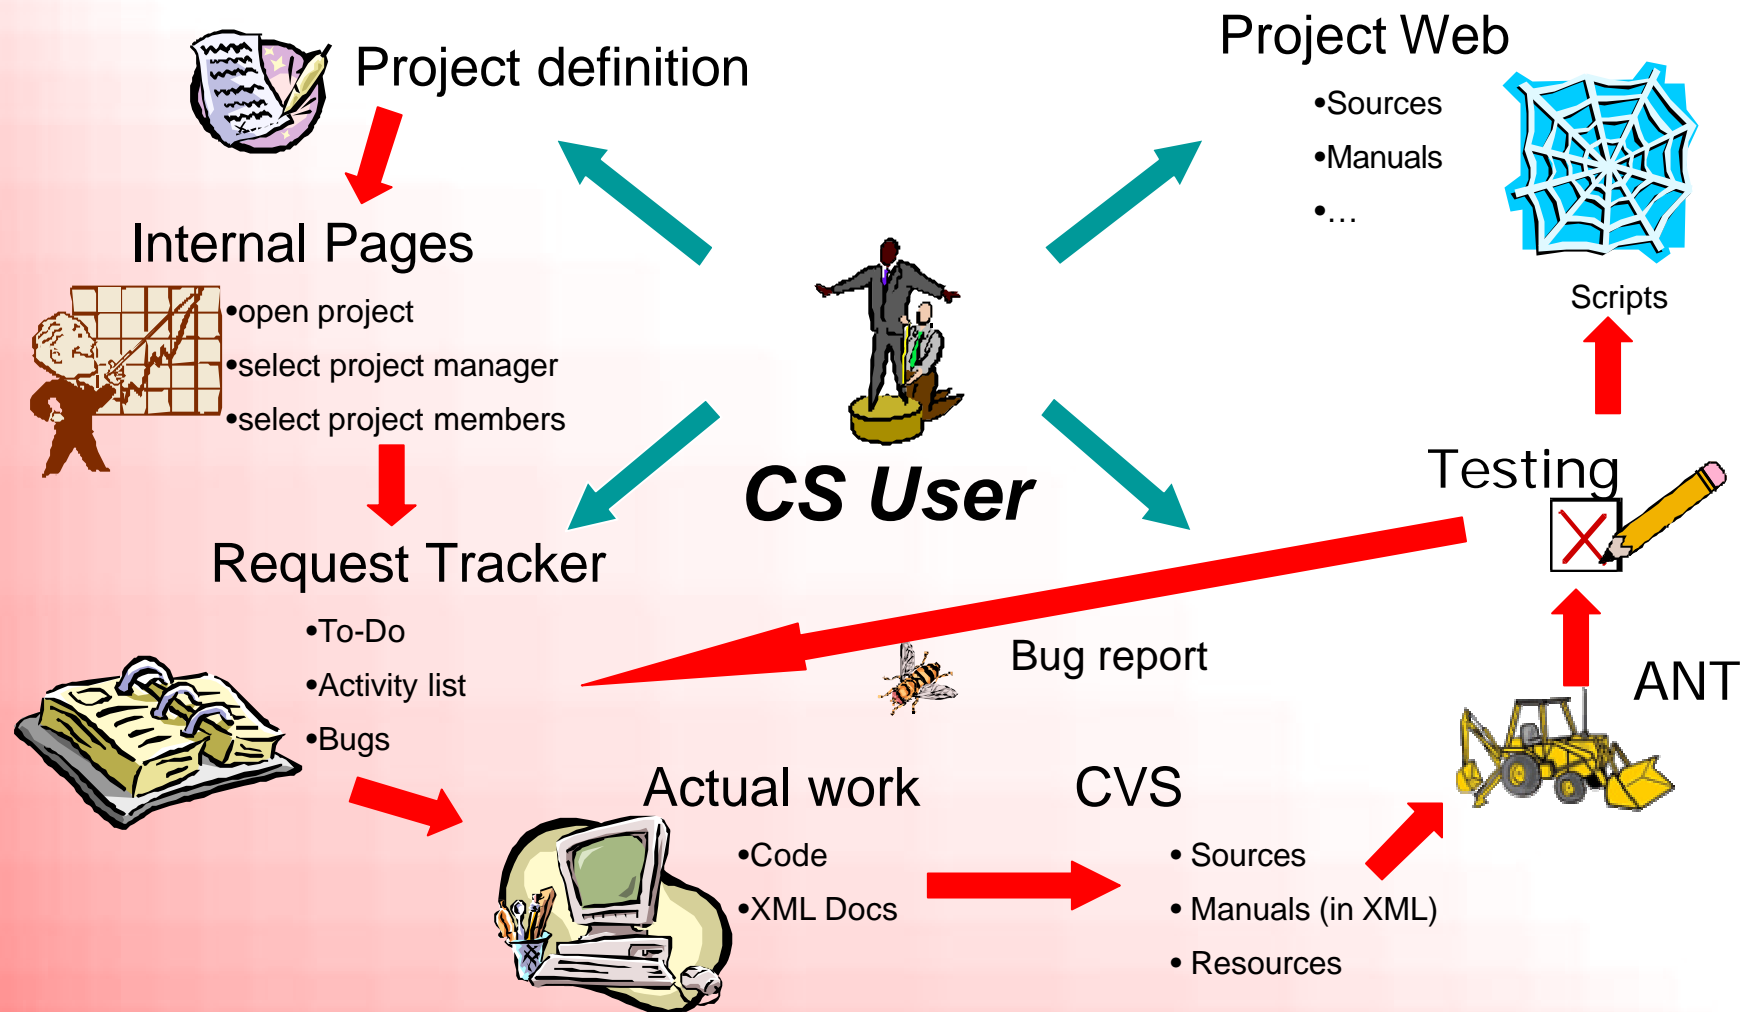 Project definition
Internal Pages
•open project
•select project manager
•select project members
Request Tracker
•To-Do
•Activity list
•Bugs
Actual work
•Code
•XML Docs
CVS
• Sources
• Manuals (in XML)
• Resources
ANT
Testing
Bug report
Scripts
Project Web
•Sources
•Manuals
•…
CS User